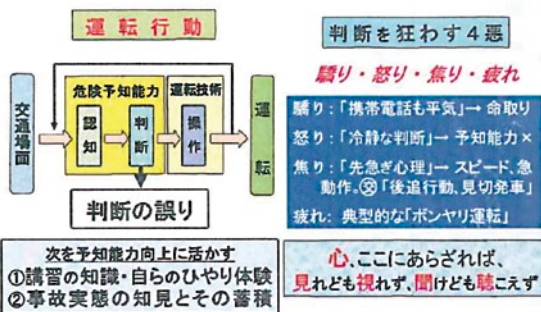 運転行動
交通場面
危険予知能力
認知
判断
運転技術
操作
運転
判断の誤り
次を予知能力向上に活かす
①講習の知識・自らのひやり体験
②事故実態の知見とその蓄積
判断を狂わす4悪
驕り・怒り・焦り・疲れ
驕り:「携帯電話も平気」→ 命取り
怒り:「冷静な判断」→ 予知能力×
焦り:「先急ぎ心理」→ スピード、急
動作。㊋「後追行動、見切発車」
疲れ: 典型的な「ボンヤリ運転」
心、ここにあらざれば、
見れども視れず、聞けども聴こえず